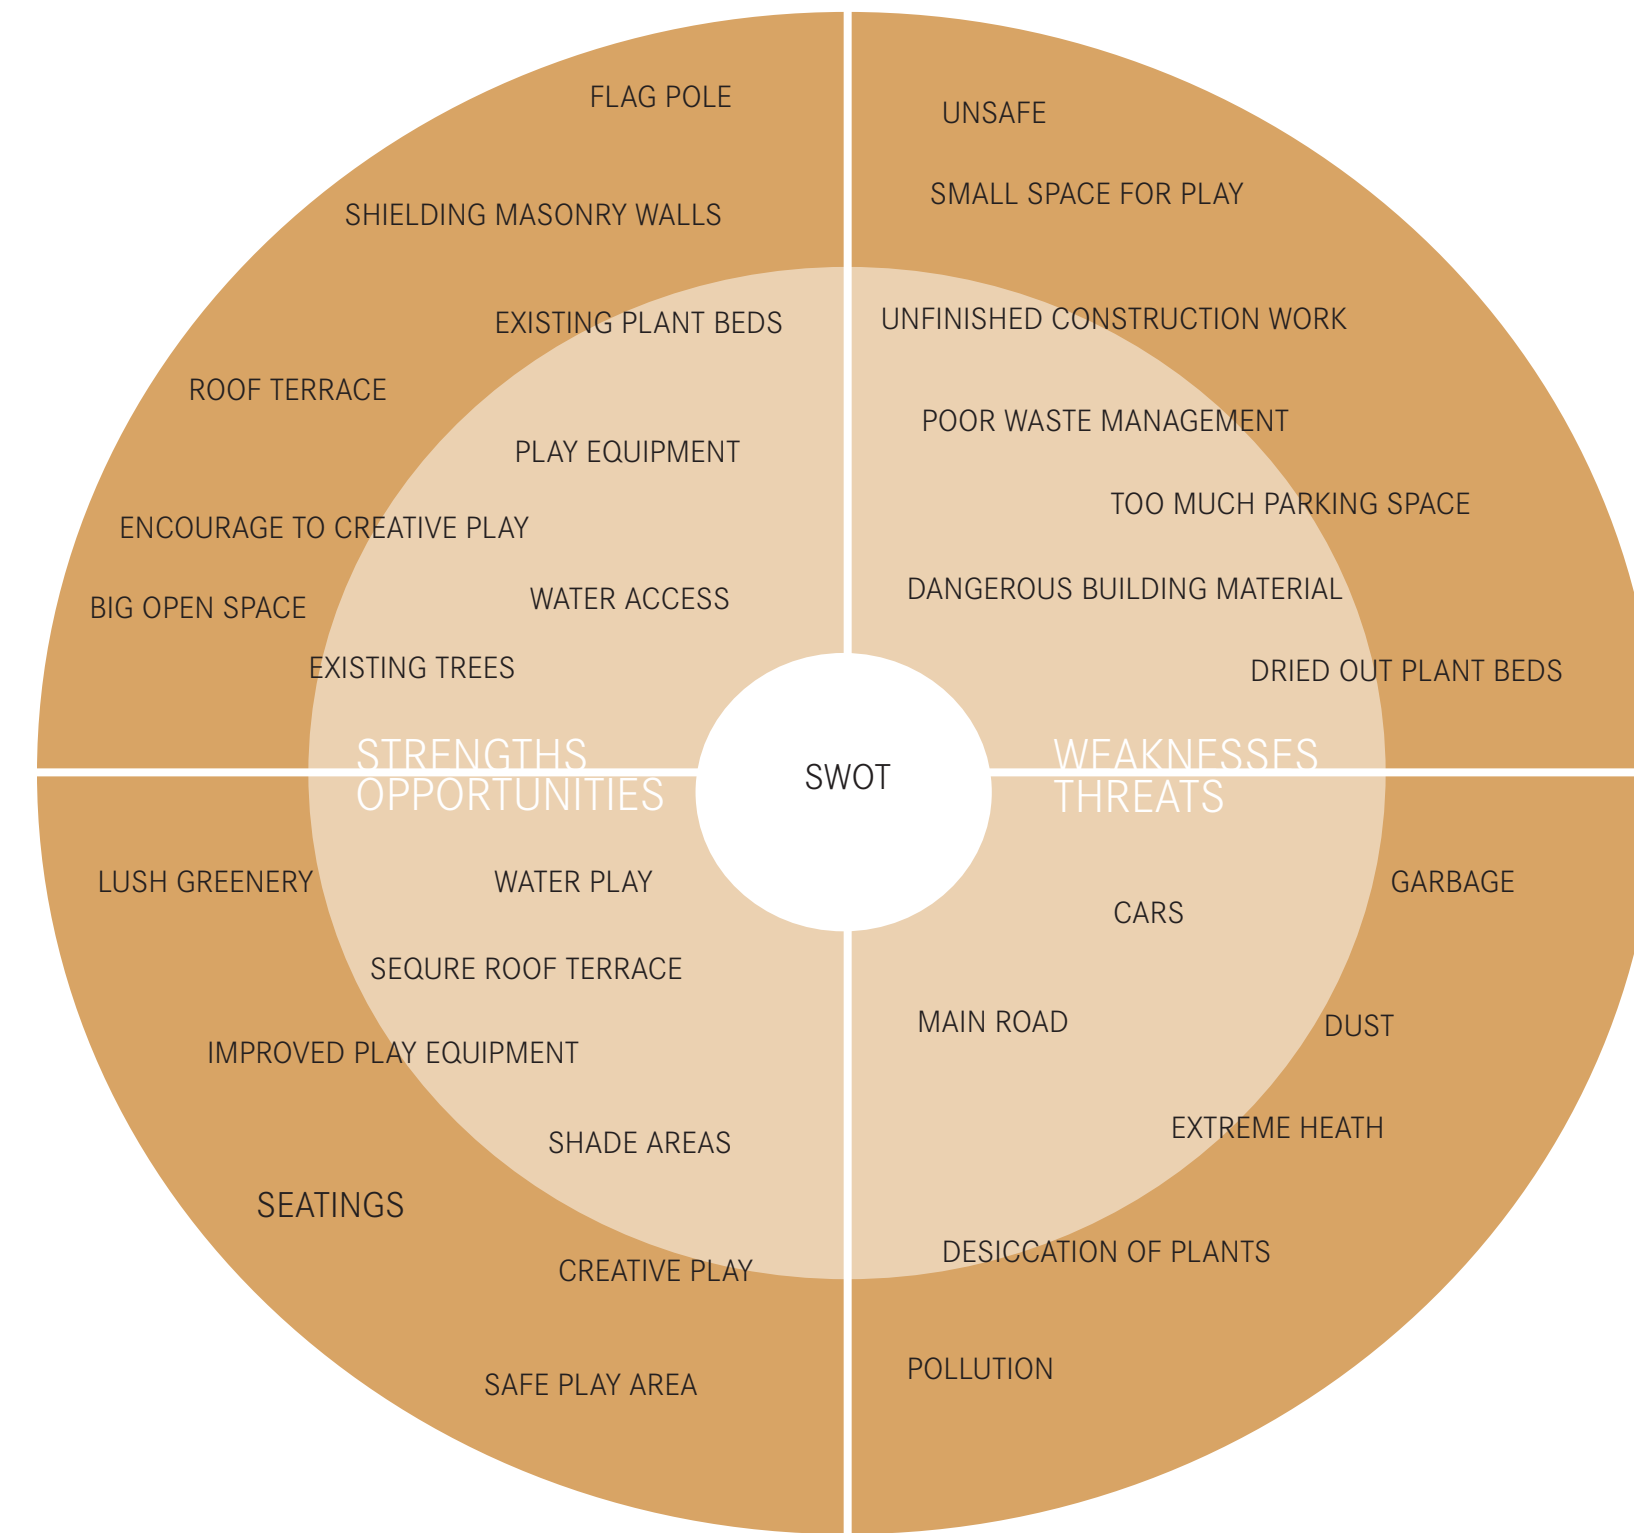 FLAG POLE
SHIELDING MASONRY WALLS
EXISTING PLANT BEDS
ROOF TERRACE
PLAY EQUIPMENT
ENCOURAGE TO CREATIVE PLAY
WATER ACCESS
BIG OPEN SPACE
EXISTING TREES
STRENGTHS
UNSAFE
SMALL SPACE FOR PLAY
UNFINISHED CONSTRUCTION WORK
POOR WASTE MANAGEMENT
TOO MUCH PARKING SPACE
DANGEROUS BUILDING MATERIAL
DRIED OUT PLANT BEDS
WEAKNESSES
SWOT
OPPORTUNITIES
LUSH GREENERY
WATER PLAY
SEQURE ROOF TERRACE
IMPROVED PLAY EQUIPMENT
SHADE AREAS
SEATINGS
CREATIVE PLAY
SAFE PLAY AREA
THREATS
GARBAGE
CARS
MAIN ROAD
DUST
EXTREME HEATH
DESICCATION OF PLANTS
POLLUTION